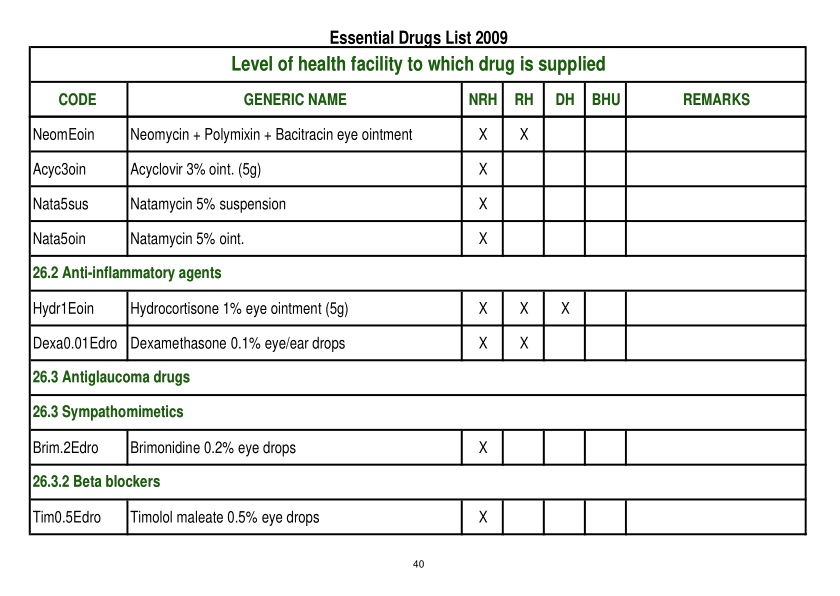 Essential Drugs List 2009
Level of health facility to which drug is supplied
CODE GENERIC NAME NRH RH DH BHU REMARKS
NeomEoin Neomycin + Polymixin + Bacitracin eye ointment X X
Acyc3oin Acyclovir 3% oint. (5g) X
Nata5sus Natamycin 5% suspension X
Nata5oin Natamycin 5% oint. X
26.2 Anti-inflammatory agents
Hydr1Eoin Hydrocortisone 1% eye ointment (5g) X X X
Dexa0.01Edro Dexamethasone 0.1% eye/ear drops X X
26.3 Antiglaucoma drugs
26.3 Sympathomimetics
Brim.2Edro Brimonidine 0.2% eye drops X
26.3.2 Beta blockers
Tim0.5Edro Timolol maleate 0.5% eye drops X
40